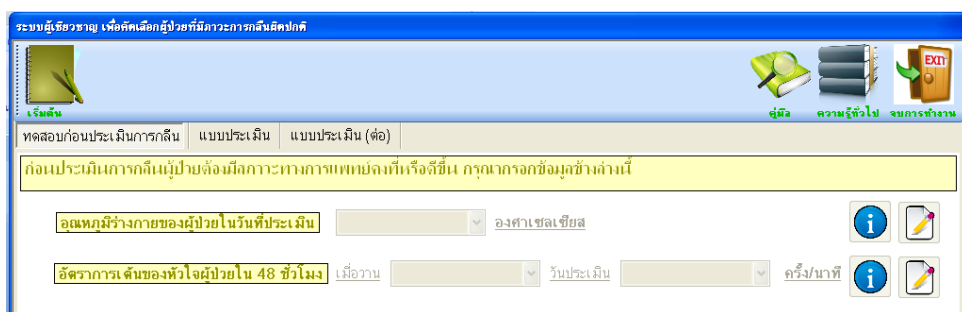 ระบบผู้เชี่ยวชาญ เพื่อคัดเลือกผู้ป่วยที่มีภาวะการกลืนผิดปกติ
EXIT
เริ่มต้น คู่มือ ความรู้ทั่วไป จบการทำงาน
ทดสอบก่อนประเมินการกลืน แบบประเมิน แบบประเมิน (ต่อ)
ก่อนประเมินการกลืนผู้ป่วยต้องมีสภาวะทางการแพทย์คงที่หรือดีขึ้น กรุณากรอกข้อมูลข้างล่างนี้
อุณหภูมิร่างกายของผู้ป่วยในวันที่ประเมิน องศาเซลเซียส
อัตราการเต้นของหัวใจผู้ป่วยใน 48 ชั่วโมง เมื่อวาน วันประเมิน ครั้ง/นาที